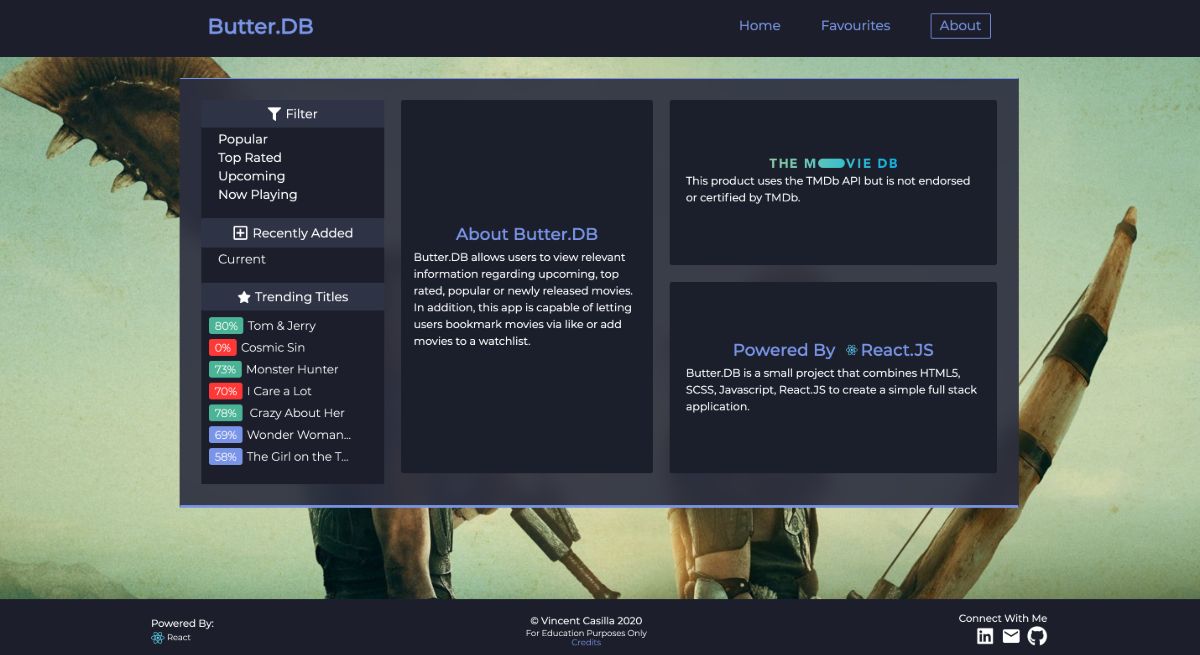 Butter.DB
Home
Favourites
About
Filter
Popular
Top Rated
Upcoming
Now Playing
Recently Added
Current
Trending Titles
80% Tom & Jerry
0% Cosmic Sin
73% Monster Hunter
70% I Care a Lot
78% Crazy About Her
69% Wonder Woman...
58% The Girl on the T...
About Butter.DB
Butter.DB allows users to view relevant
information regarding upcoming, top
rated, popular or newly released movies.
In addition, this app is capable of letting
users bookmark movies via like or add
movies to a watchlist.
THE MOVIE DB
This product uses the TMDb API but is not endorsed
or certified by TMDb.
Powered By React.JS
Butter.DB is a small project that combines HTML5,
SCSS, Javascript, React.JS to create a simple full stack
application.
Powered By:
React
© Vincent Casilla 2020
For Education Purposes Only
Credits
Connect With Me
in